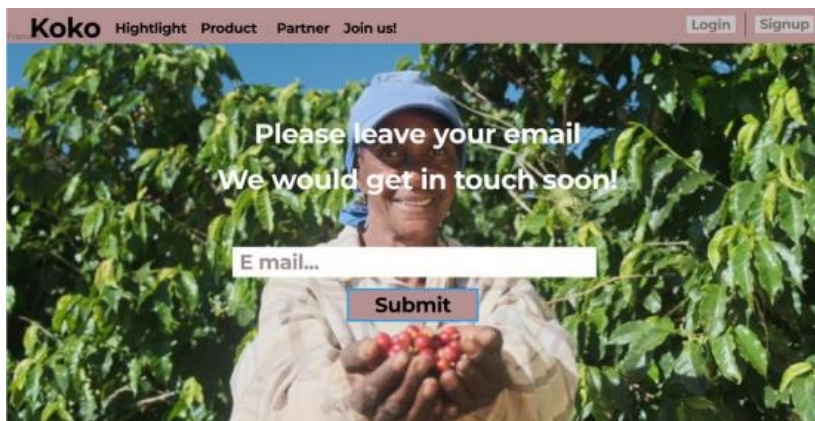 Koko Hightlight Product Partner Join us! Login Signup
Please leave your email
We would get in touch soon!
E mail...
Submit